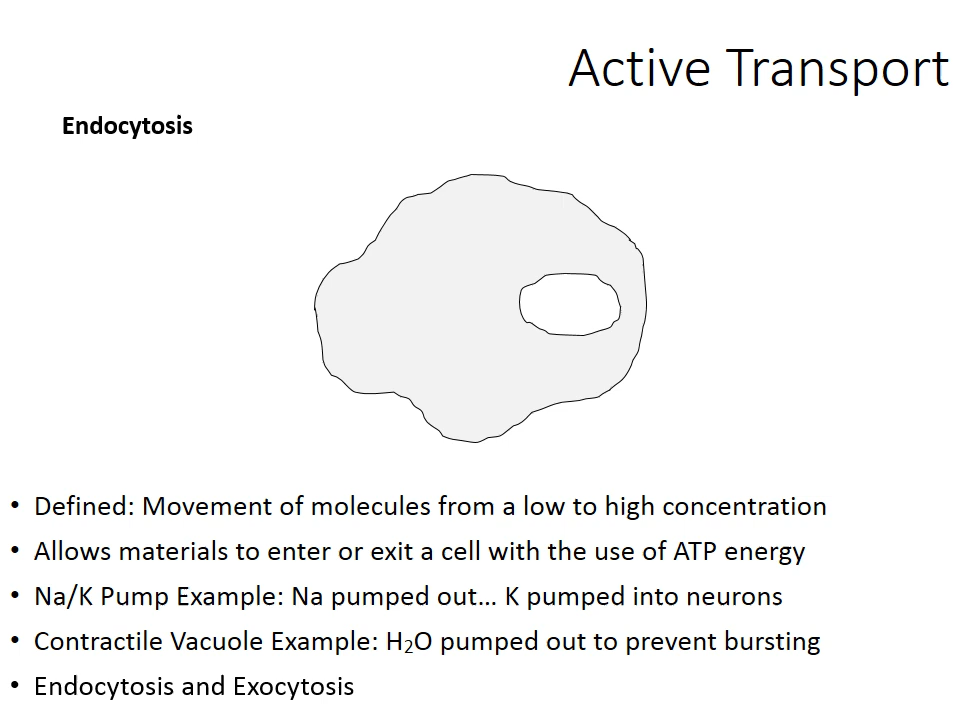 Active Transport
Endocytosis
• Defined: Movement of molecules from a low to high concentration
• Allows materials to enter or exit a cell with the use of ATP energy
• Na/K Pump Example: Na pumped out… K pumped into neurons
• Contractile Vacuole Example: H₂O pumped out to prevent bursting
• Endocytosis and Exocytosis